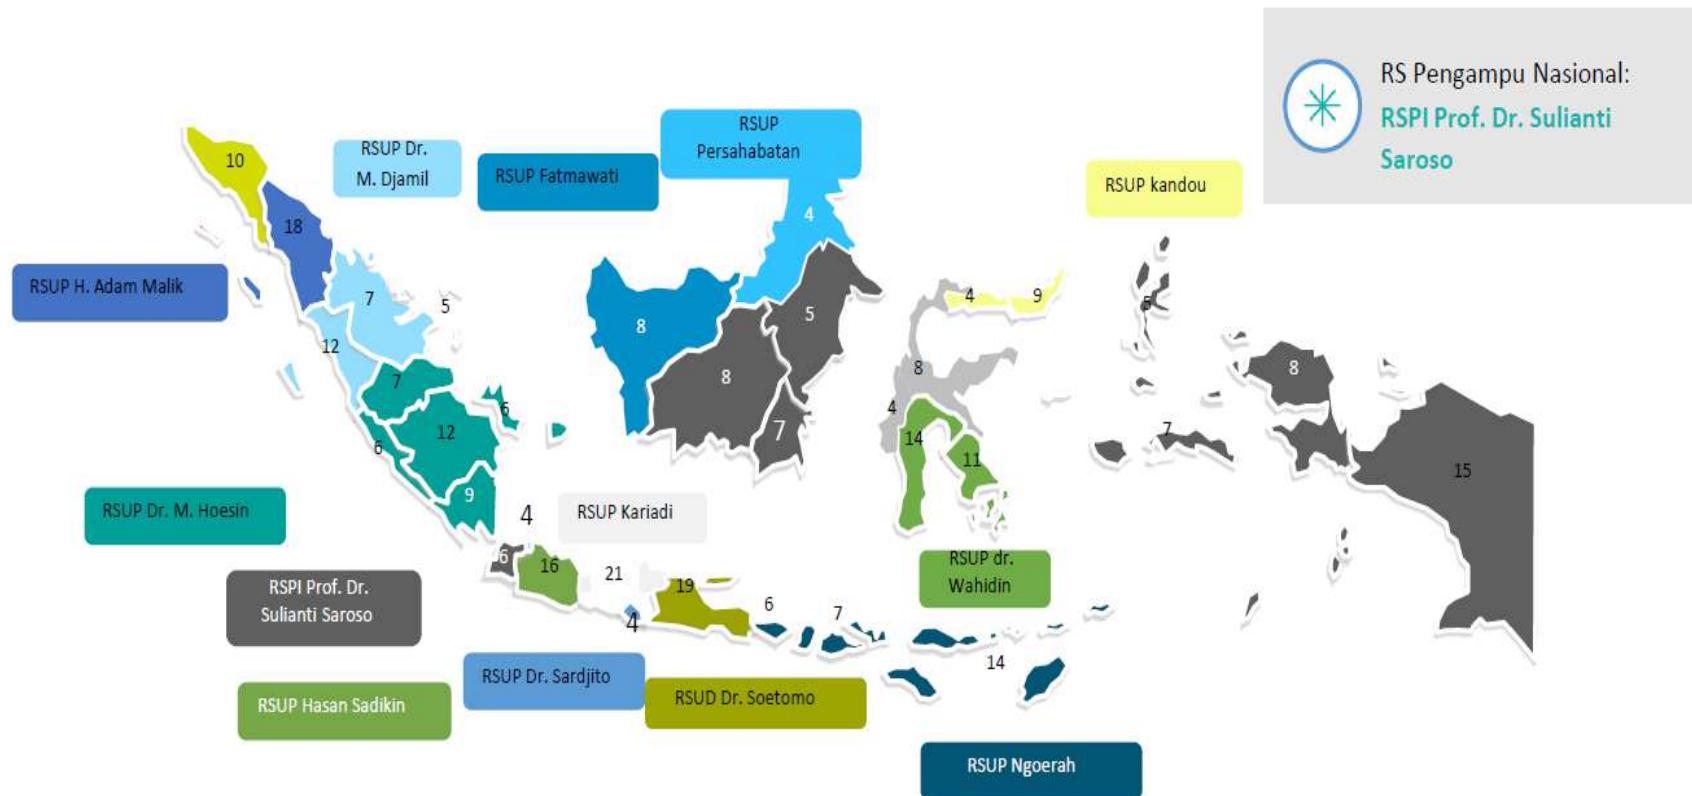 RS Pengampu Nasional:
RSPI Prof. Dr. Sulianti
Saroso
RSUP
Persahabatan
RSUP Dr.
M. Djamil
RSUP Fatmawati
RSUP kandou
10
18
4
RSUP H. Adam Malik
7
5
12
8
5
4
9
5
7
6
12
6
8
7
8
4
14
11
8
7
15
9
RSUP Dr. M. Hoesin
4
RSUP Kariadi
6
16
21
19
RSUP dr.
Wahidin
RSPI Prof. Dr.
Sulianti Saroso
4
6
7
14
RSUP Dr. Sardjito
RSUP Hasan Sadikin
RSUD Dr. Soetomo
RSUP Ngoerah